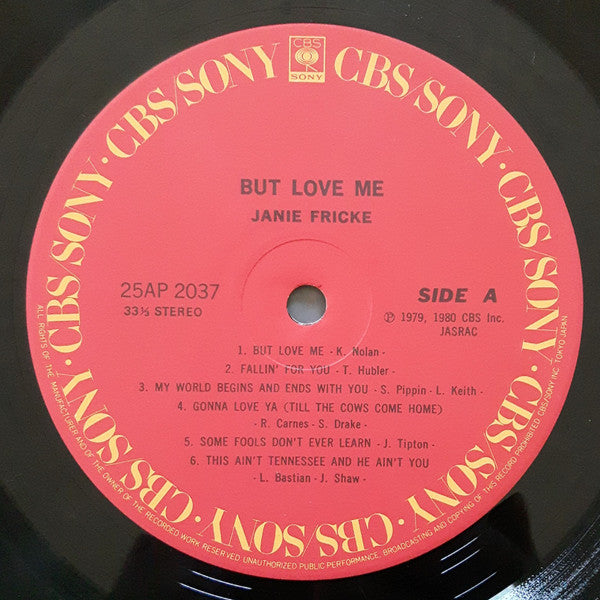 CBS
SONY
CBS/SONY · CBS/SONY · CBS/SONY · CBS/SONY · CBS/SONY · CBS/SONY · CBS/SONY · CBS/SONY
BUT LOVE ME
JANIE FRICKE
25AP 2037
33⅓ STEREO
SIDE A
Ⓟ 1979, 1980 CBS Inc.
JASRAC
1. BUT LOVE ME - K. Nolan -
2. FALLIN' FOR YOU - T. Hubler -
3. MY WORLD BEGINS AND ENDS WITH YOU - S. Pippin - L. Keith -
4. GONNA LOVE YA (TILL THE COWS COME HOME)
- R. Carnes - S. Drake -
5. SOME FOOLS DON'T EVER LEARN - J. Tipton -
6. THIS AIN'T TENNESSEE AND HE AIN'T YOU
- L. Bastian - J. Shaw -
ALL RIGHTS OF THE MANUFACTURER AND OF THE OWNER OF THE RECORDED WORK RESERVED UNAUTHORIZED PUBLIC PERFORMANCE, BROADCASTING AND COPYING OF THIS RECORD PROHIBITED CBS/SONY INC. TOKYO JAPAN